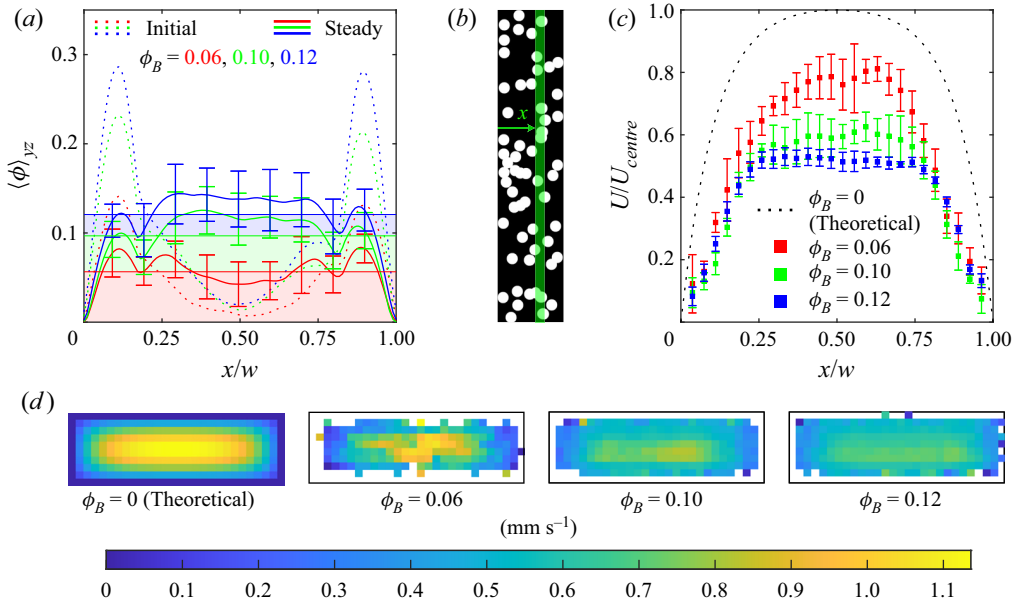 (a)
0.3
0.2
0.1
⟨ϕ⟩yz
Initial
Steady
ϕB = 0.06, 0.10, 0.12
0
0.25
0.50
0.75
1.00
x/w
(b)
x
(c)
1.0
0.8
0.6
0.4
0.2
U/Ucentre
ϕB = 0
(Theoretical)
ϕB = 0.06
ϕB = 0.10
ϕB = 0.12
0
0.25
0.50
0.75
1.00
x/w
(d)
ϕB = 0 (Theoretical)
ϕB = 0.06
ϕB = 0.10
ϕB = 0.12
(mm s⁻¹)
0 0.1 0.2 0.3 0.4 0.5 0.6 0.7 0.8 0.9 1.0 1.1